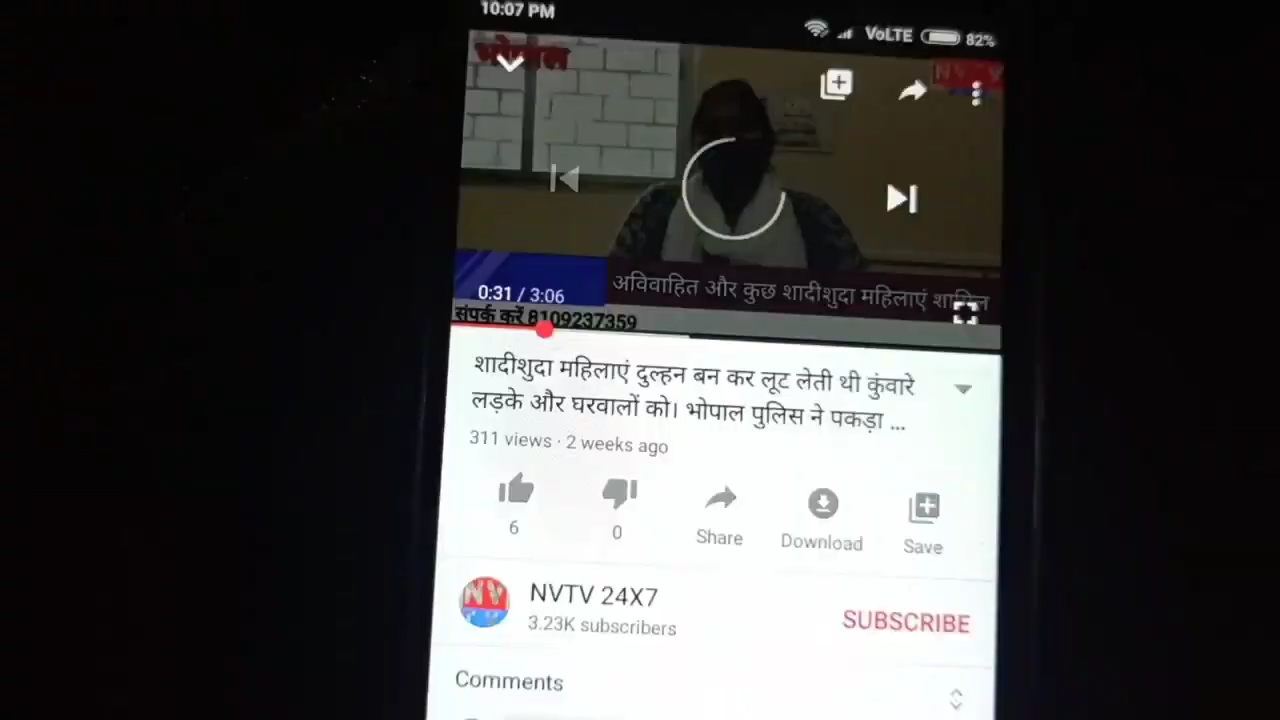 10:07 PM
VoLTE 82%
भोपाल
NV TV
अविवाहित और कुछ शादीशुदा महिलाएं शामिल
0:31 / 3:06
संपर्क करें 8109237359
शादीशुदा महिलाएं दुल्हन बन कर लूट लेती थी कुंवारे
लड़के और घरवालों को। भोपाल पुलिस ने पकड़ा ...
311 views · 2 weeks ago
6
0
Share
Download
Save
NV
NVTV 24X7
3.23K subscribers
SUBSCRIBE
Comments